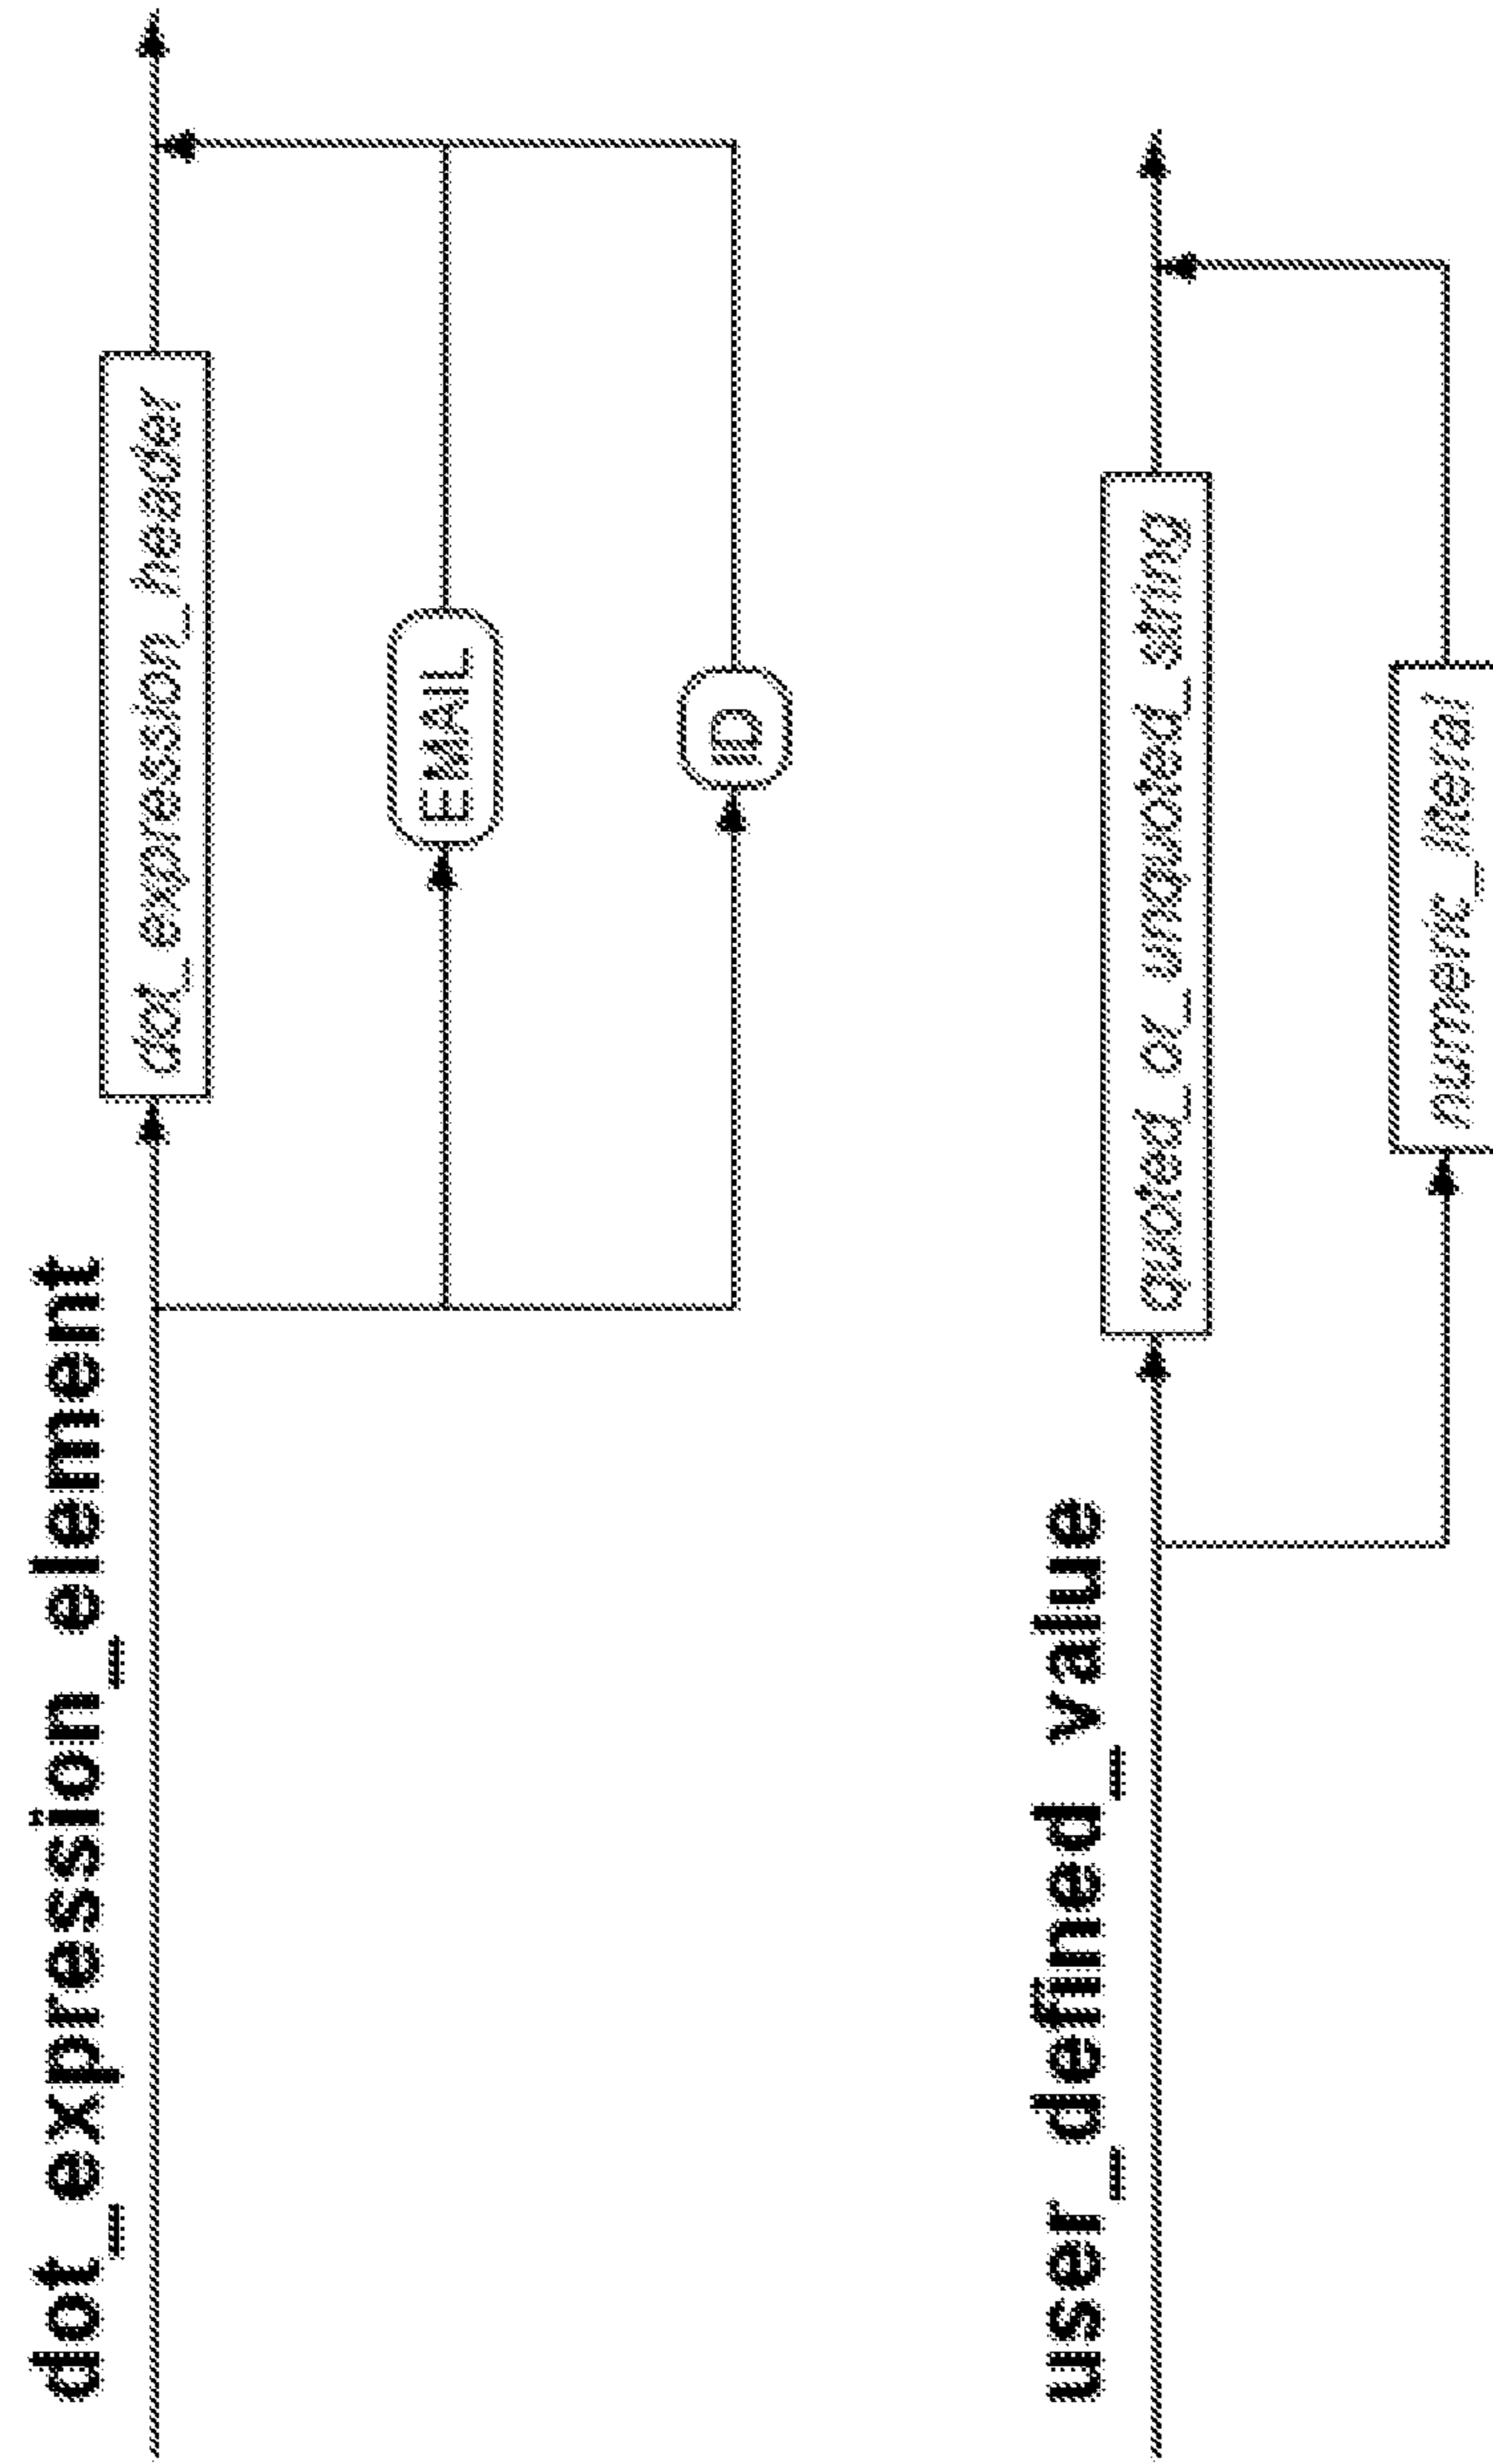 dot_expression_element
dot_expression_header
EMAIL
ID
user_defined_value
quoted_or_unquoted_string
numeric_literal